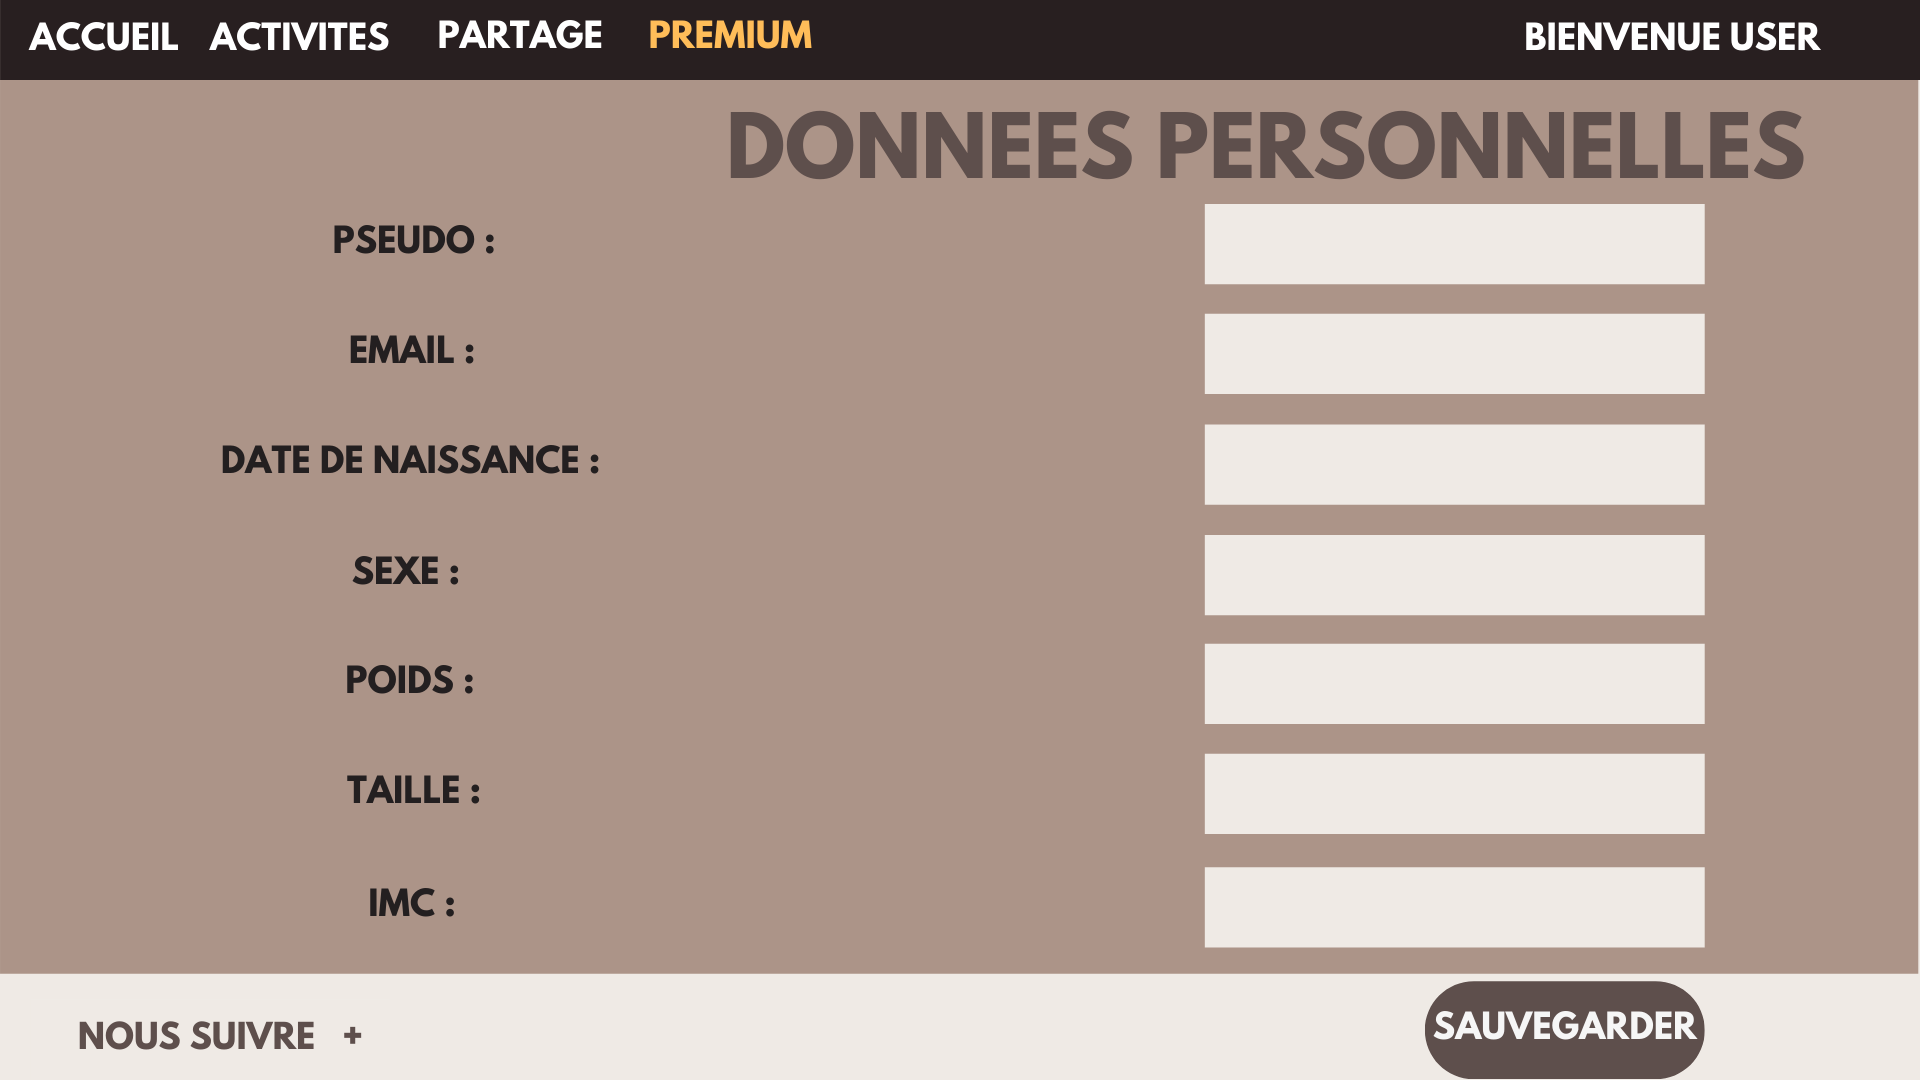 ACCUEIL ACTIVITES PARTAGE PREMIUM BIENVENUE USER
DONNEES PERSONNELLES
PSEUDO :
EMAIL :
DATE DE NAISSANCE :
SEXE :
POIDS :
TAILLE :
IMC :
NOUS SUIVRE + SAUVEGARDER